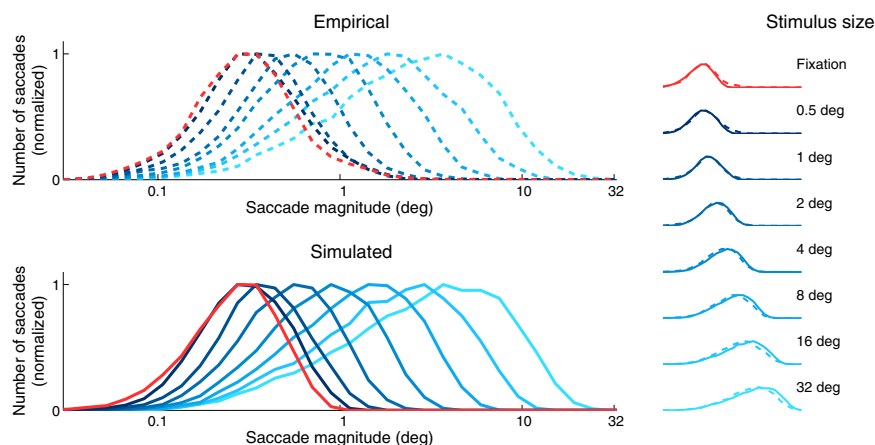 Empirical
Number of saccades
(normalized)
1
0
0.1
1
10
32
Saccade magnitude (deg)
Simulated
Number of saccades
(normalized)
1
0
0.1
1
10
32
Saccade magnitude (deg)
Stimulus size
Fixation
0.5 deg
1 deg
2 deg
4 deg
8 deg
16 deg
32 deg